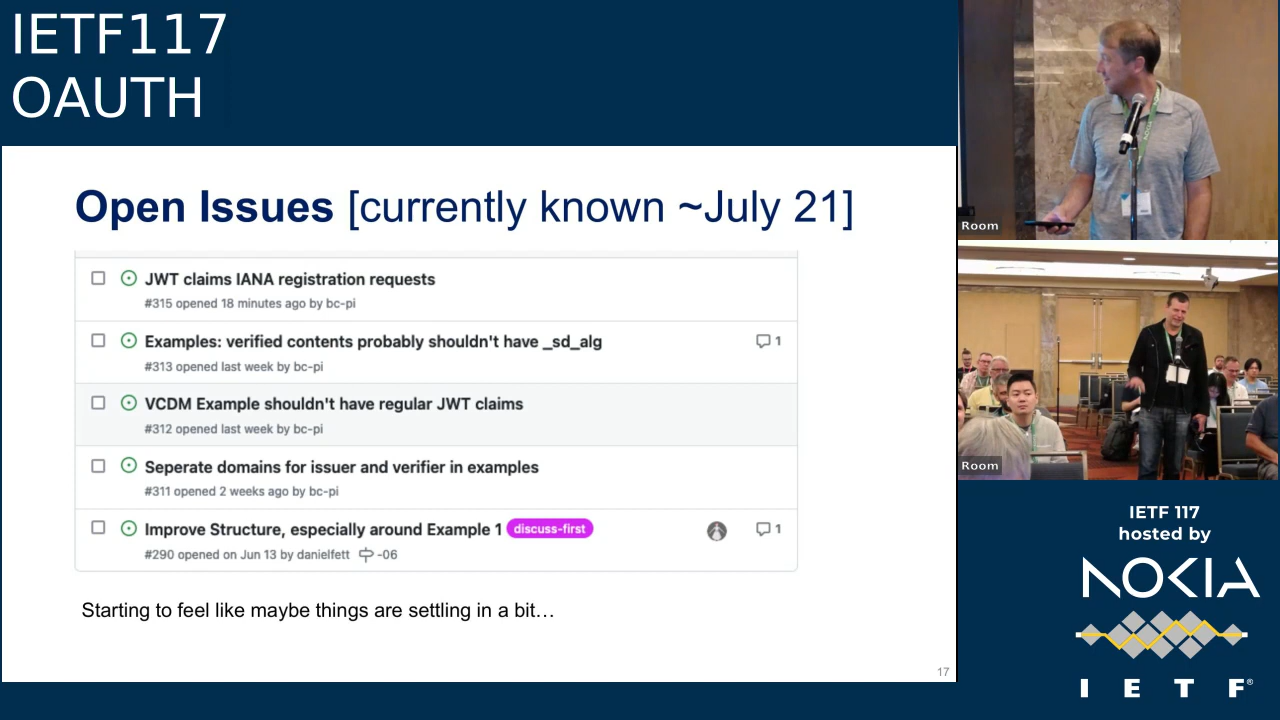 IETF117
OAUTH
Open Issues [currently known ~July 21]
JWT claims IANA registration requests
#315 opened 18 minutes ago by bc-pi
Examples: verified contents probably shouldn't have _sd_alg
1
#313 opened last week by bc-pi
VCDM Example shouldn't have regular JWT claims
#312 opened last week by bc-pi
Seperate domains for issuer and verifier in examples
#311 opened 2 weeks ago by bc-pi
Improve Structure, especially around Example 1 discuss-first
1
#290 opened on Jun 13 by danielfett -06
Starting to feel like maybe things are settling in a bit…
17
Room
Room
IETF 117
hosted by
NOKIA
I E T F®